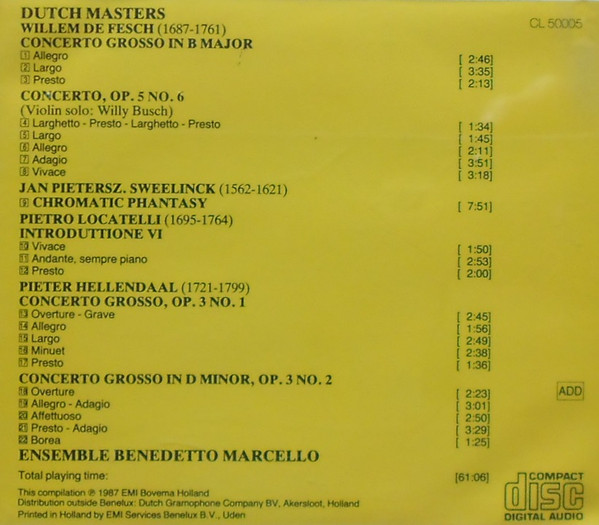 DUTCH MASTERS
CL 50005
WILLEM DE FESCH (1687-1761)
CONCERTO GROSSO IN B MAJOR
1 Allegro [ 2:46]
2 Largo [ 3:35]
3 Presto [ 2:13]
CONCERTO, OP. 5 NO. 6
(Violin solo: Willy Busch)
4 Larghetto - Presto - Larghetto - Presto [ 1:34]
5 Largo [ 1:45]
6 Allegro [ 2:11]
7 Adagio [ 3:51]
8 Vivace [ 3:18]
JAN PIETERSZ. SWEELINCK (1562-1621)
9 CHROMATIC PHANTASY [ 7:51]
PIETRO LOCATELLI (1695-1764)
INTRODUTTIONE VI
10 Vivace [ 1:50]
11 Andante, sempre piano [ 2:53]
12 Presto [ 2:00]
PIETER HELLENDAAL (1721-1799)
CONCERTO GROSSO, OP. 3 NO. 1
13 Overture - Grave [ 2:45]
14 Allegro [ 1:56]
15 Largo [ 2:49]
16 Minuet [ 2:38]
17 Presto [ 1:36]
CONCERTO GROSSO IN D MINOR, OP. 3 NO. 2
18 Overture [ 2:23]
19 Allegro - Adagio [ 3:01]
20 Affettuoso [ 2:50]
21 Presto - Adagio [ 3:29]
22 Borea [ 1:25]
ADD
ENSEMBLE BENEDETTO MARCELLO
Total playing time: [61:06]
This compilation ℗ 1987 EMI Bovema Holland
Distribution outside Benelux: Dutch Gramophone Company BV, Akersloot, Holland
Printed in Holland by EMI Services Benelux B.V., Uden
COMPACT
disc
DIGITAL AUDIO